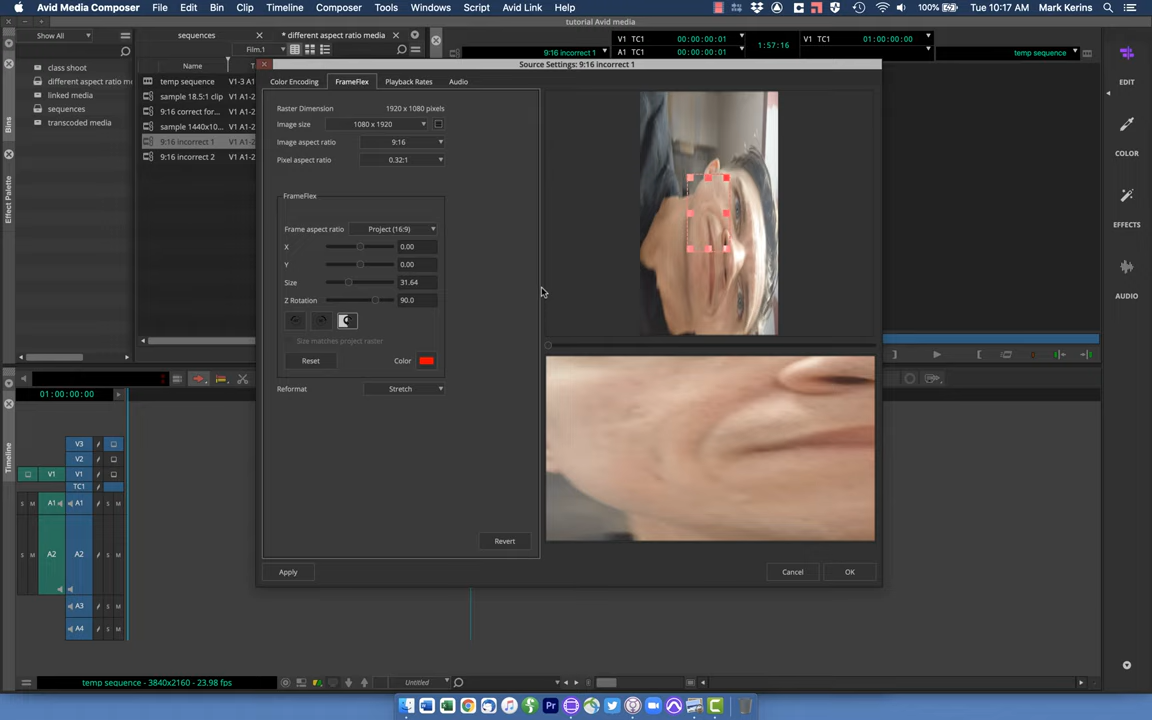 Avid Media Composer File Edit Bin Clip Timeline Composer Tools Windows Script Avid Link Help 100% Tue 10:17 AM Mark Kerins
tutorial Avid media
Show All
sequences
different aspect ratio media
Film.1
class shoot
different aspect ratio m
linked media
sequences
transcoded media
Bins
Effect Palette
Name
temp sequence V1-3 A1
sample 18.5:1 clip V1 A1-2
9:16 correct for... V1 A1-2
sample 1440x10... V1 A1-2
9:16 incorrect 1 V1 A1-2
9:16 incorrect 2 V1 A1-2
9:16 incorrect 1
V1 TC1 00:00:00:01
A1 TC1 00:00:00:01
1:57:16
V1 TC1 01:00:00:00
temp sequence
Source Settings: 9:16 incorrect 1
Color Encoding FrameFlex Playback Rates Audio
Raster Dimension 1920 x 1080 pixels
Image size 1080 x 1920
Image aspect ratio 9:16
Pixel aspect ratio 0.32:1
FrameFlex
Frame aspect ratio Project (16:9)
X 0.00
Y 0.00
Size 31.64
Z Rotation 90.0
Size matches project raster
Reset Color
Reformat Stretch
Revert
Apply Cancel OK
EDIT
COLOR
EFFECTS
AUDIO
01:00:00:00
Timeline
V3
V2
V1 V1
TC1
S M A1 A1 S M
S M A2 A2 S M
A3 S M
A4 S M
temp sequence - 3840x2160 - 23.98 fps
Untitled